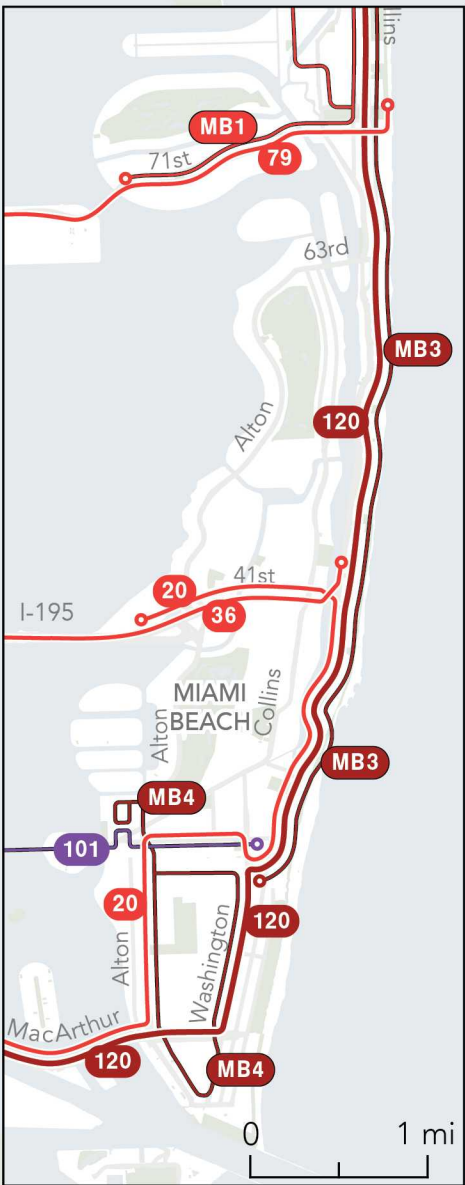 llins
MB1
71st
79
63rd
MB3
120
Alton
41st
20
36
I-195
MIAMI
BEACH
Collins
Alton
MB3
MB4
101
20
120
Washington
Alton
MacArthur
120
MB4
0 1 mi